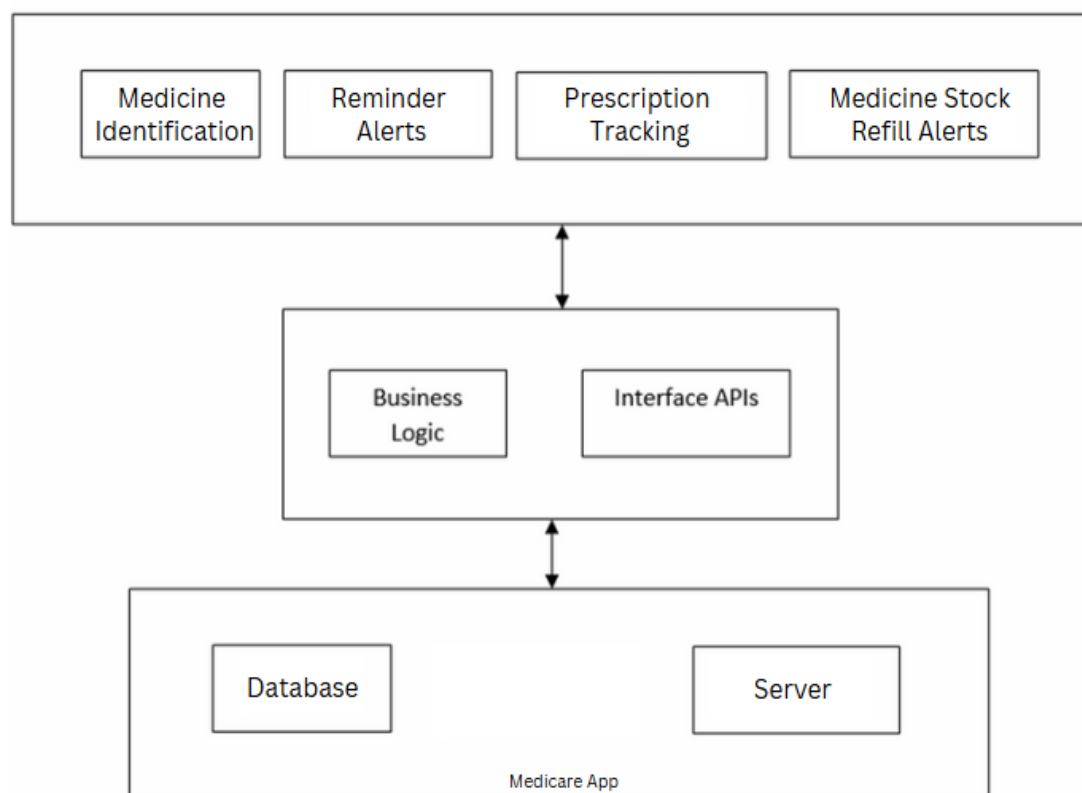 Medicine
Identification
Reminder
Alerts
Prescription
Tracking
Medicine Stock
Refill Alerts
Business
Logic
Interface APIs
Database
Server
Medicare App